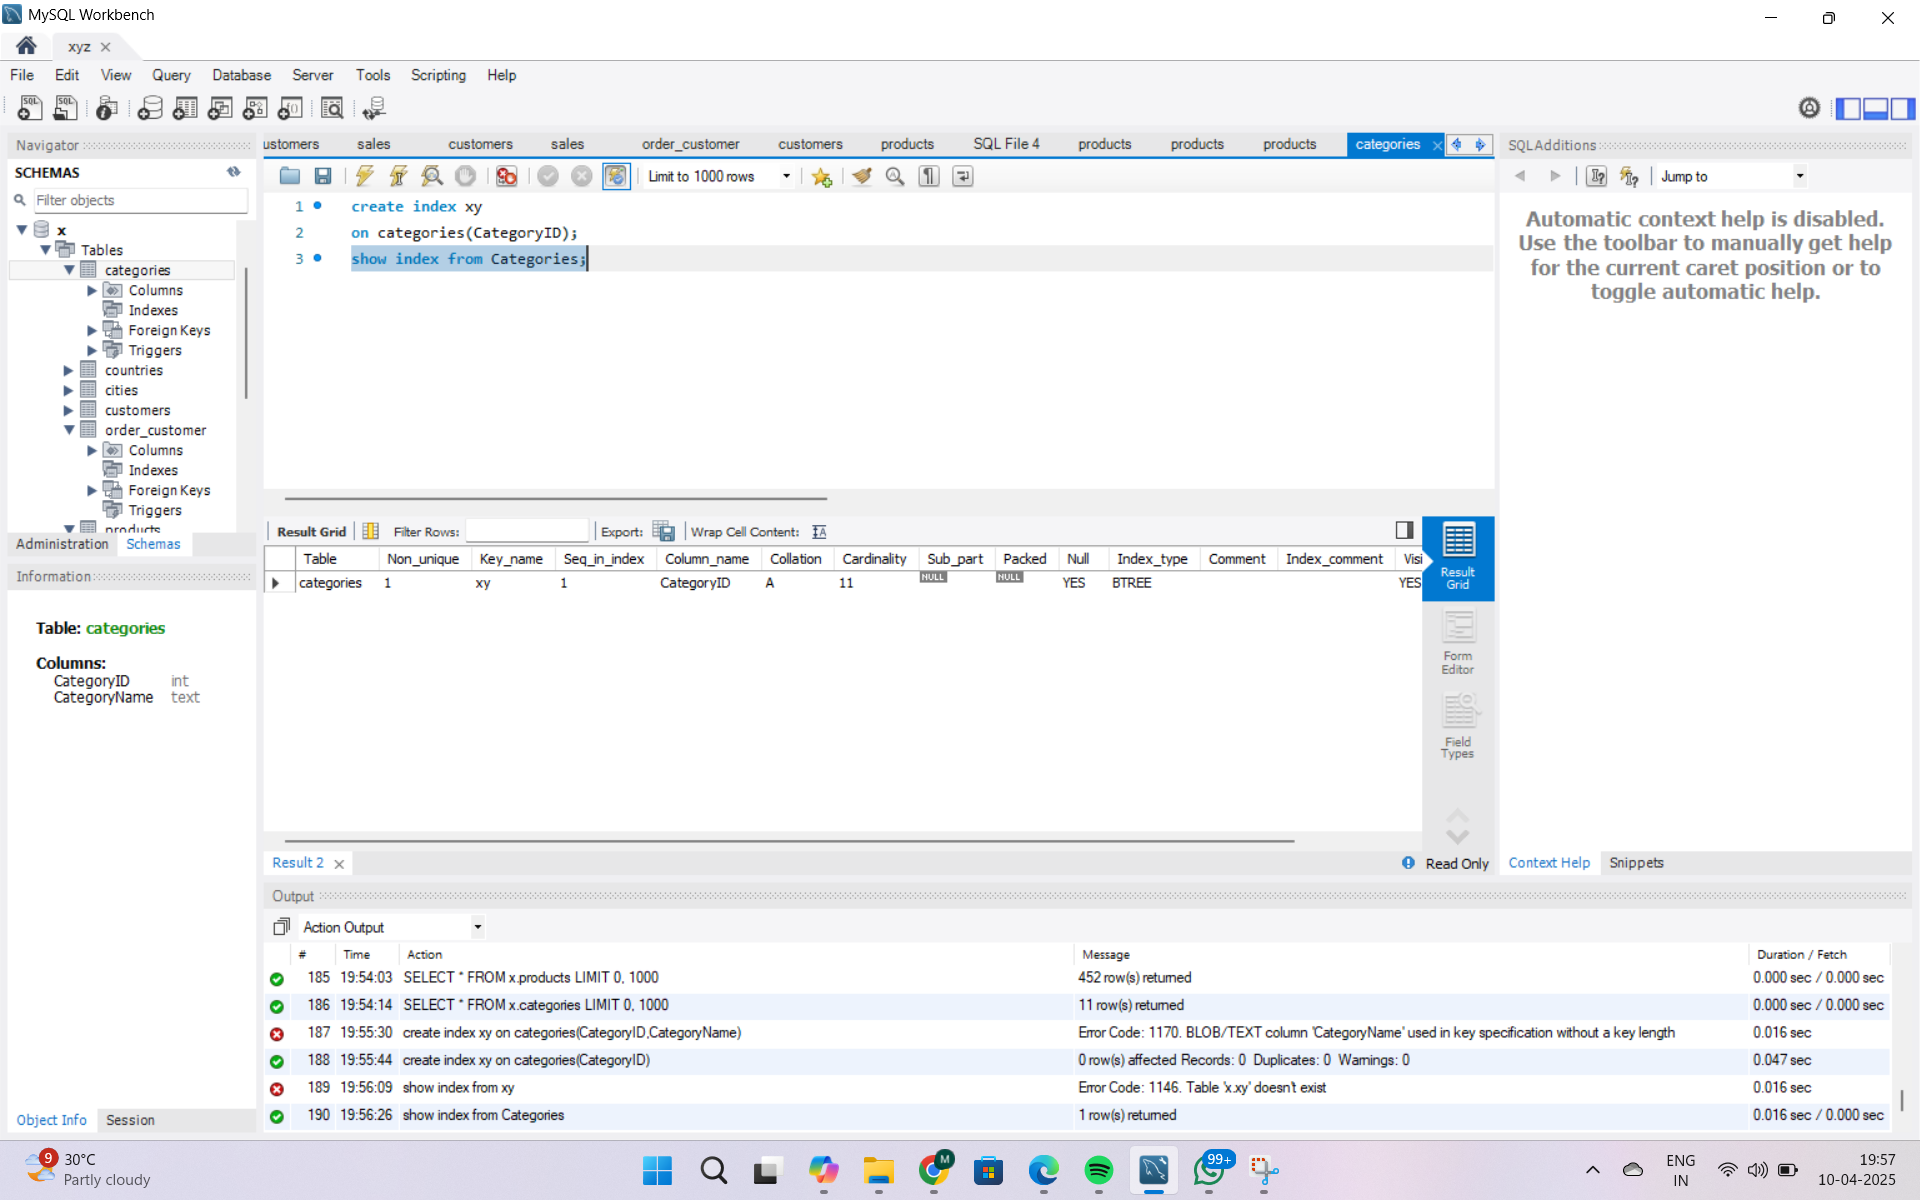 MySQL Workbench
xyz
File Edit View Query Database Server Tools Scripting Help
Navigator
SCHEMAS
Filter objects
x
Tables
categories
Columns
Indexes
Foreign Keys
Triggers
countries
cities
customers
order_customer
Columns
Indexes
Foreign Keys
Triggers
products
Administration Schemas
Information
Table: categories
Columns:
CategoryID int
CategoryName text
Object Info Session
ustomers sales customers sales order_customer customers products SQL File 4 products products products categories
Limit to 1000 rows
1 create index xy
2 on categories(CategoryID);
3 show index from Categories;
Result Grid Filter Rows: Export: Wrap Cell Content:
Table Non_unique Key_name Seq_in_index Column_name Collation Cardinality Sub_part Packed Null Index_type Comment Index_comment Visi
categories 1 xy 1 CategoryID A 11 NULL NULL YES BTREE YES
Result Grid
Form Editor
Field Types
Result 2
Read Only
SQLAdditions
Jump to
Automatic context help is disabled.
Use the toolbar to manually get help
for the current caret position or to
toggle automatic help.
Context Help Snippets
Output
Action Output
# Time Action Message Duration / Fetch
185 19:54:03 SELECT * FROM x.products LIMIT 0, 1000 452 row(s) returned 0.000 sec / 0.000 sec
186 19:54:14 SELECT * FROM x.categories LIMIT 0, 1000 11 row(s) returned 0.000 sec / 0.000 sec
187 19:55:30 create index xy on categories(CategoryID,CategoryName) Error Code: 1170. BLOB/TEXT column 'CategoryName' used in key specification without a key length 0.016 sec
188 19:55:44 create index xy on categories(CategoryID) 0 row(s) affected Records: 0 Duplicates: 0 Warnings: 0 0.047 sec
189 19:56:09 show index from xy Error Code: 1146. Table 'x.xy' doesn't exist 0.016 sec
190 19:56:26 show index from Categories 1 row(s) returned 0.016 sec / 0.000 sec
9
30°C
Partly cloudy
M
99+
ENG
IN
19:57
10-04-2025